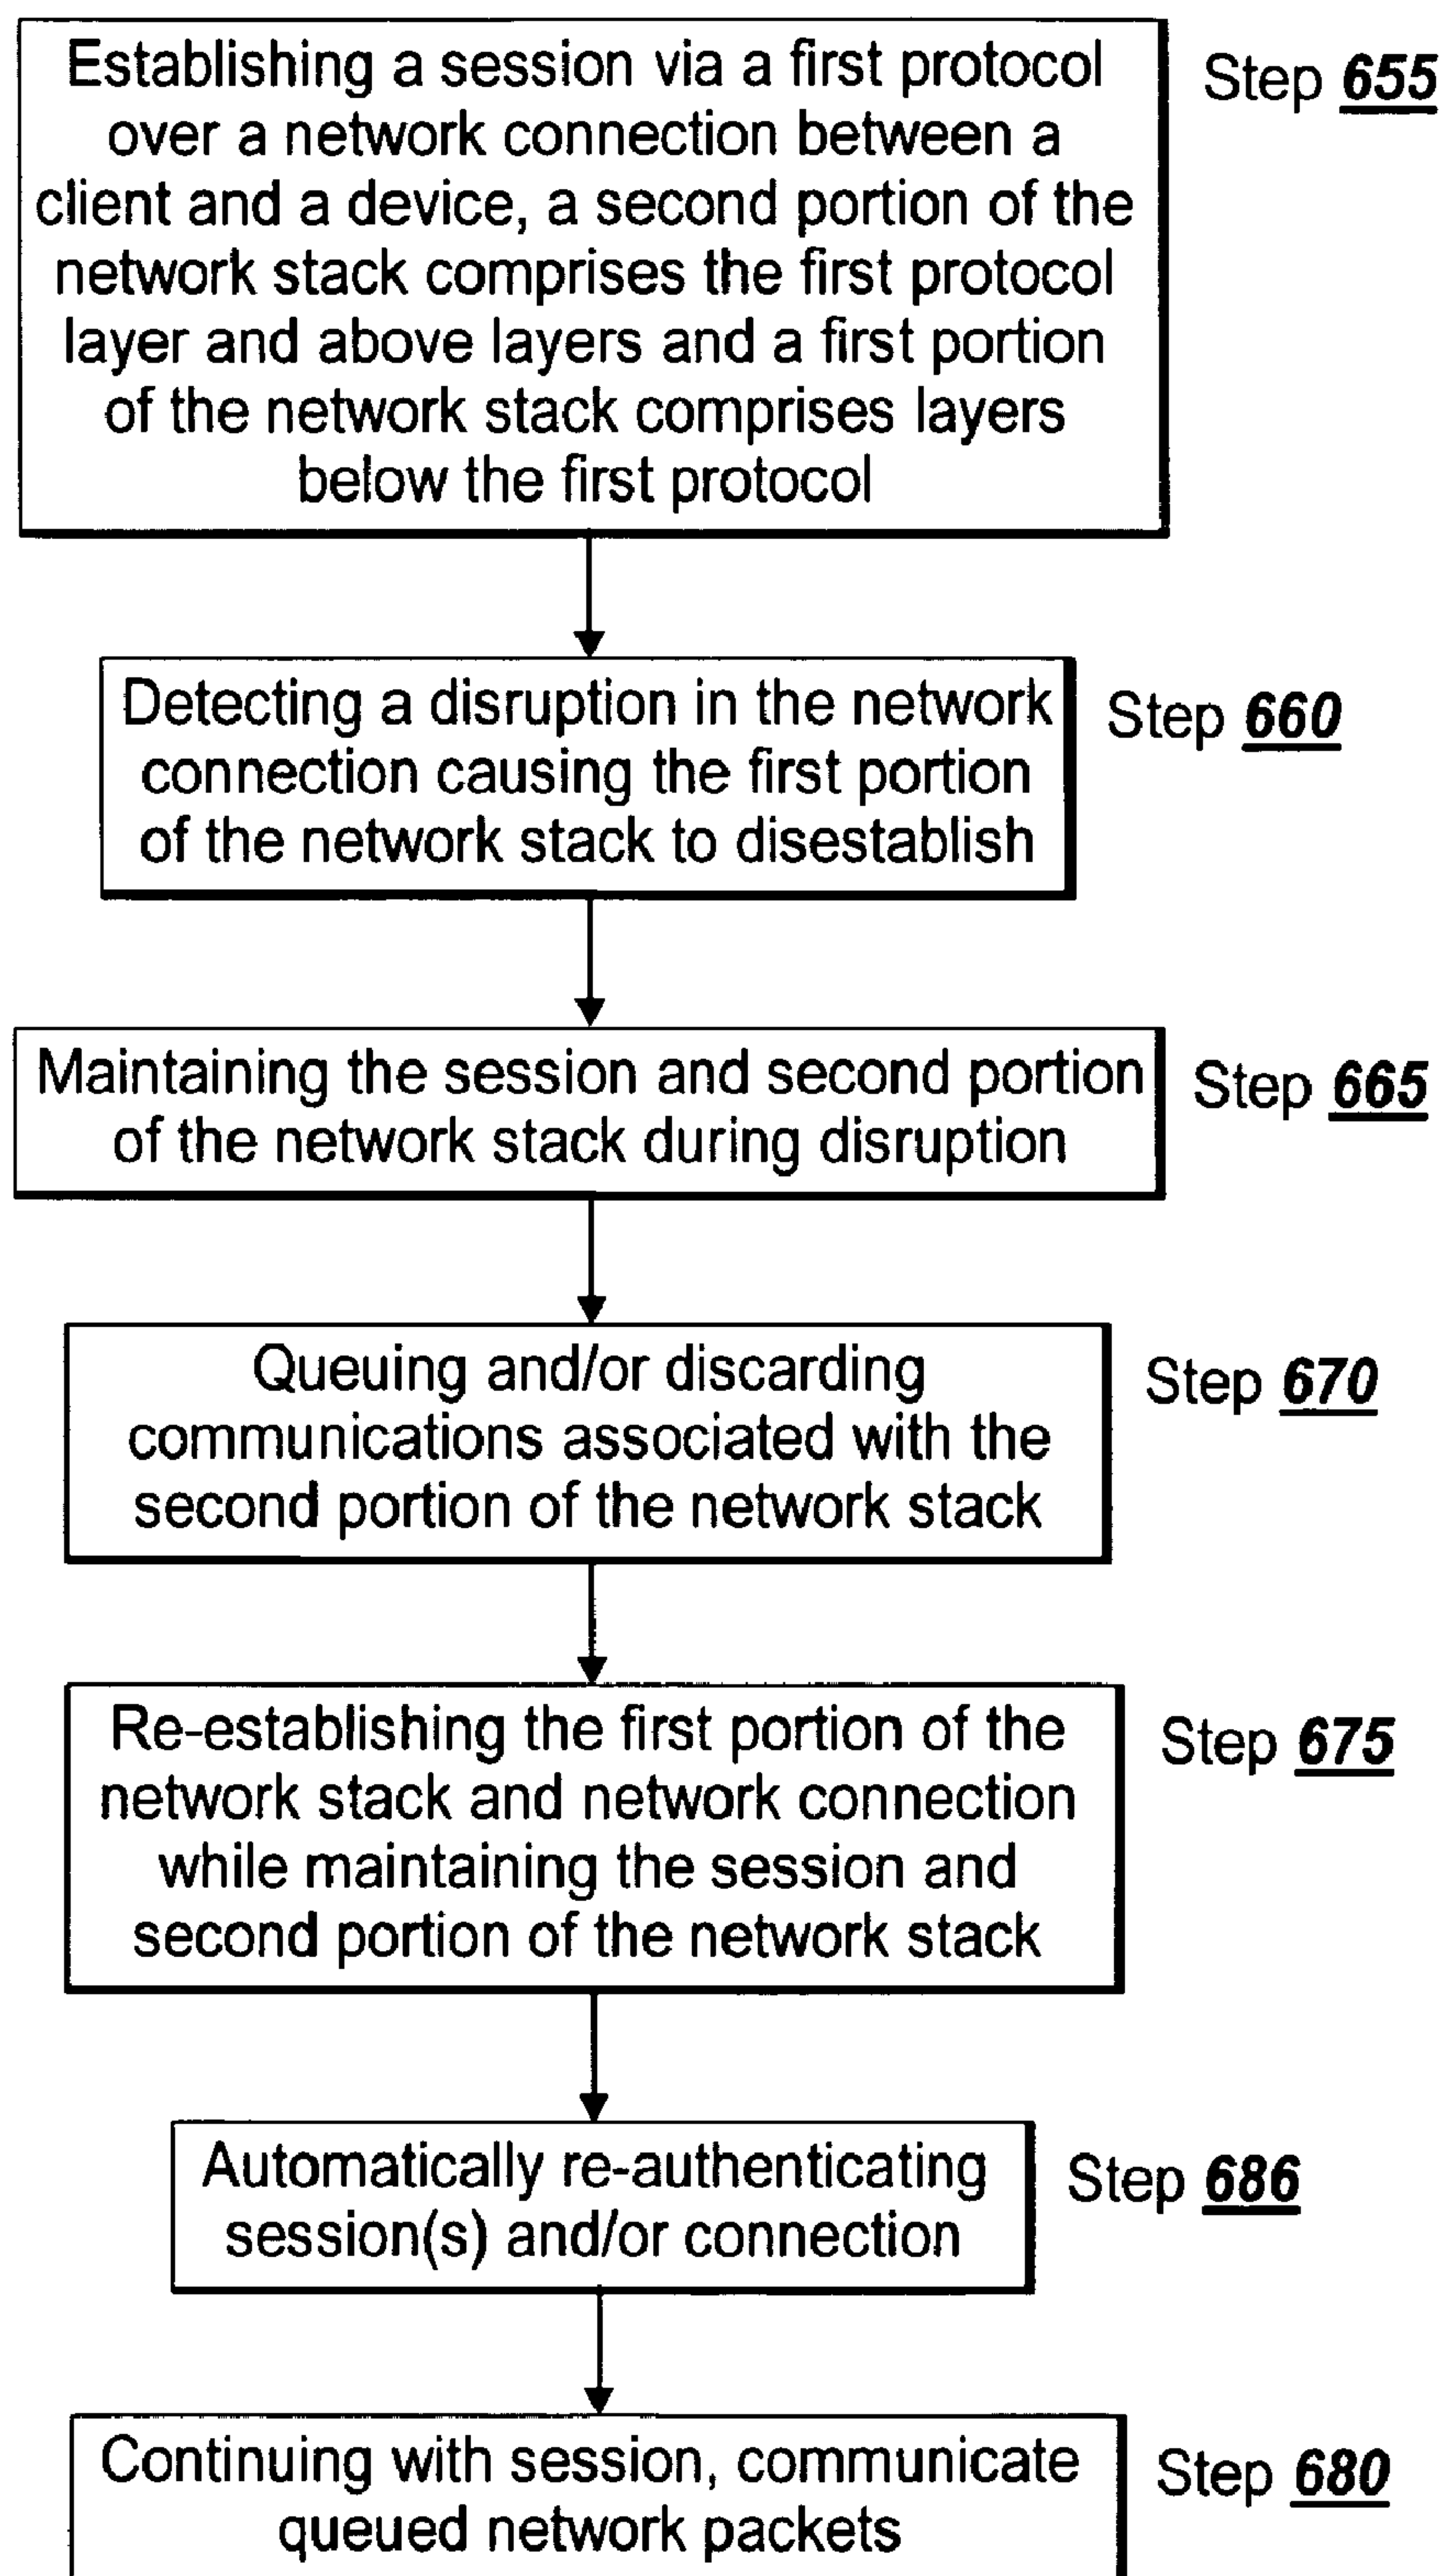 Establishing a session via a first protocol
over a network connection between a
client and a device, a second portion of the
network stack comprises the first protocol
layer and above layers and a first portion
of the network stack comprises layers
below the first protocol
Step 655
Detecting a disruption in the network
connection causing the first portion
of the network stack to disestablish
Step 660
Maintaining the session and second portion
of the network stack during disruption
Step 665
Queuing and/or discarding
communications associated with the
second portion of the network stack
Step 670
Re-establishing the first portion of the
network stack and network connection
while maintaining the session and
second portion of the network stack
Step 675
Automatically re-authenticating
session(s) and/or connection
Step 686
Continuing with session, communicate
queued network packets
Step 680